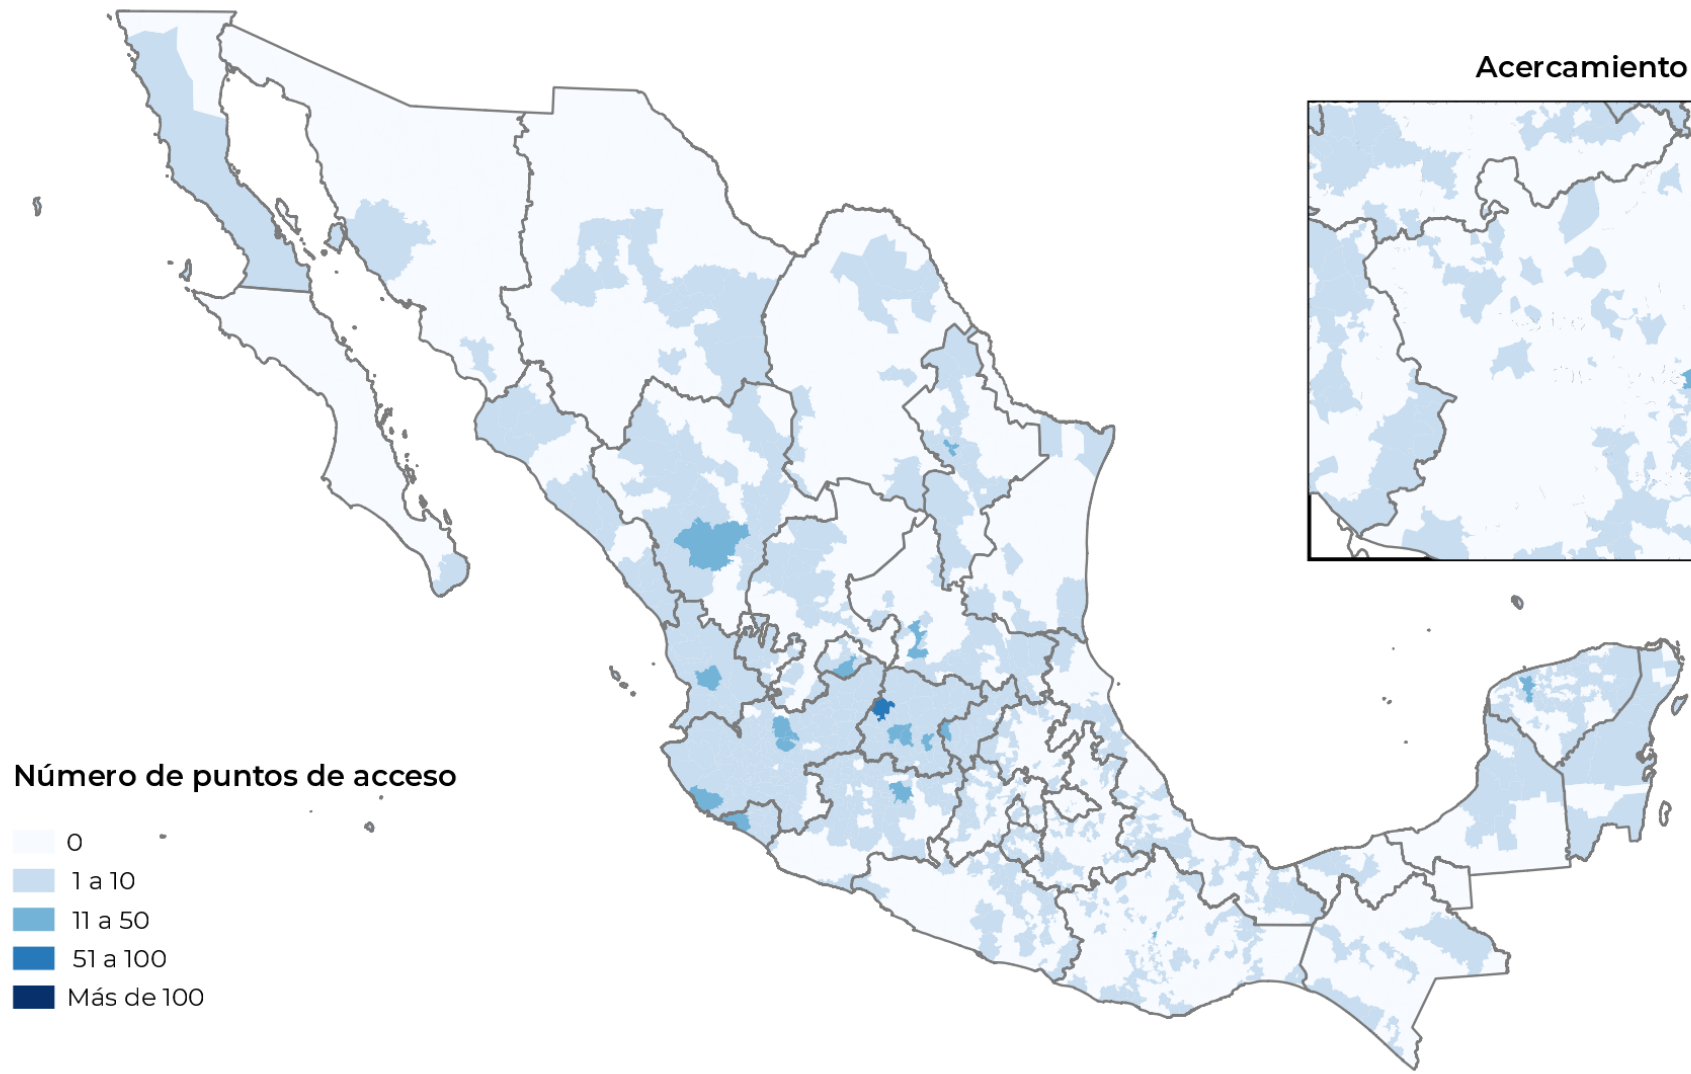 Acercamiento
Número de puntos de acceso
0
1 a 10
11 a 50
51 a 100
Más de 100